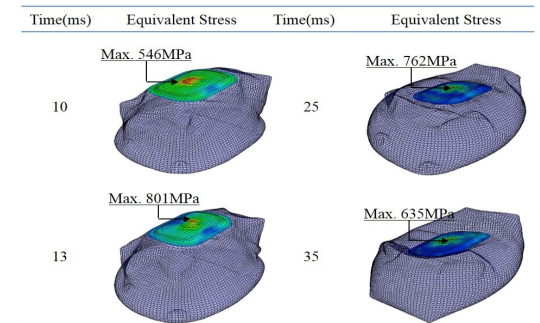 Time(ms) Equivalent Stress Time(ms) Equivalent Stress
Max. 546MPa Max. 762MPa
10 25
Max. 801MPa Max. 635MPa
13 35